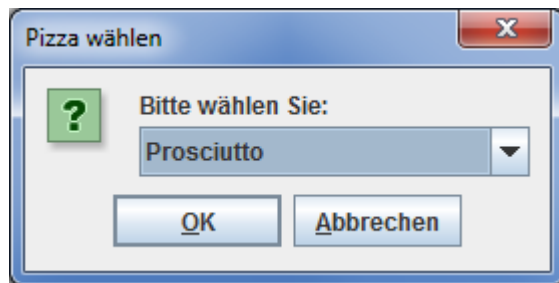 Pizza wählen
Bitte wählen Sie:
Prosciutto
OK
Abbrechen